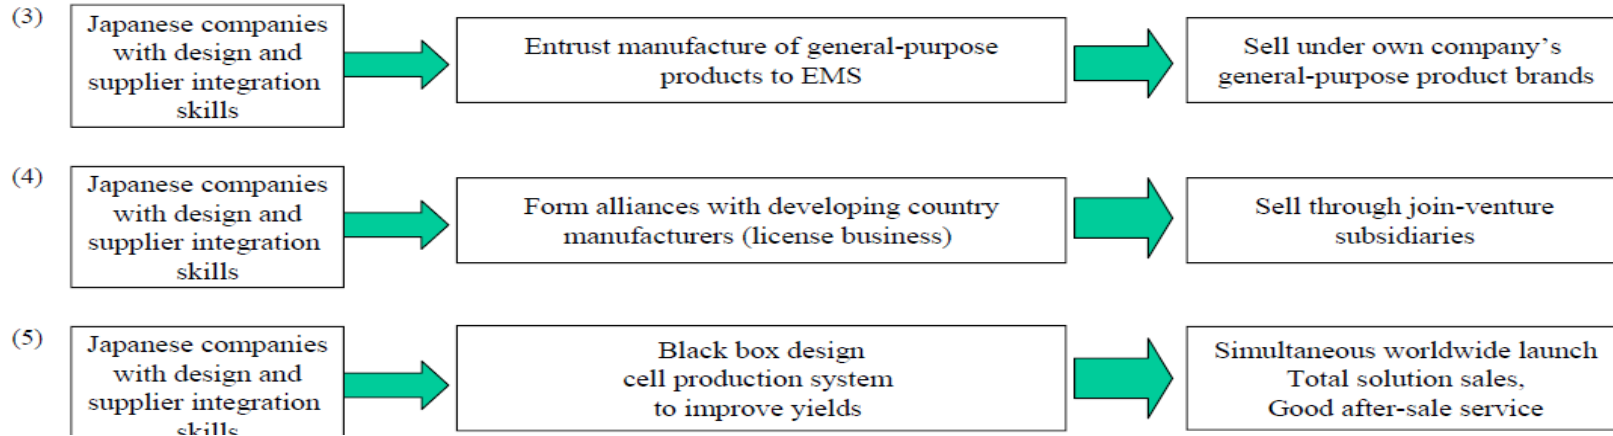 (3)
Japanese companies
with design and
supplier integration
skills
Entrust manufacture of general-purpose
products to EMS
Sell under own company's
general-purpose product brands
(4)
Japanese companies
with design and
supplier integration
skills
Form alliances with developing country
manufacturers (license business)
Sell through join-venture
subsidiaries
(5)
Japanese companies
with design and
supplier integration
skills
Black box design
cell production system
to improve yields
Simultaneous worldwide launch
Total solution sales,
Good after-sale service